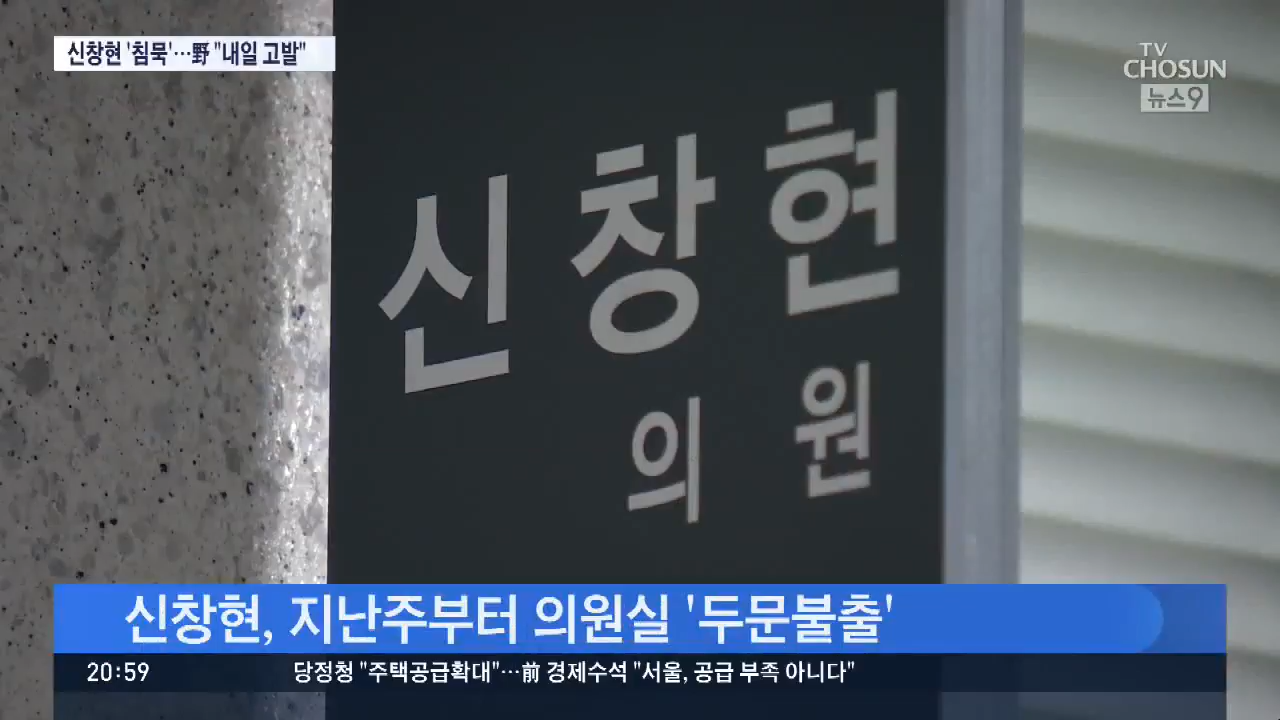 신창현 '침묵'…野 "내일 고발"
TV
CHOSUN
뉴스9
신창현
의원
신창현, 지난주부터 의원실 '두문불출'
20:59 당정청 "주택공급확대"…前 경제수석 "서울, 공급 부족 아니다"